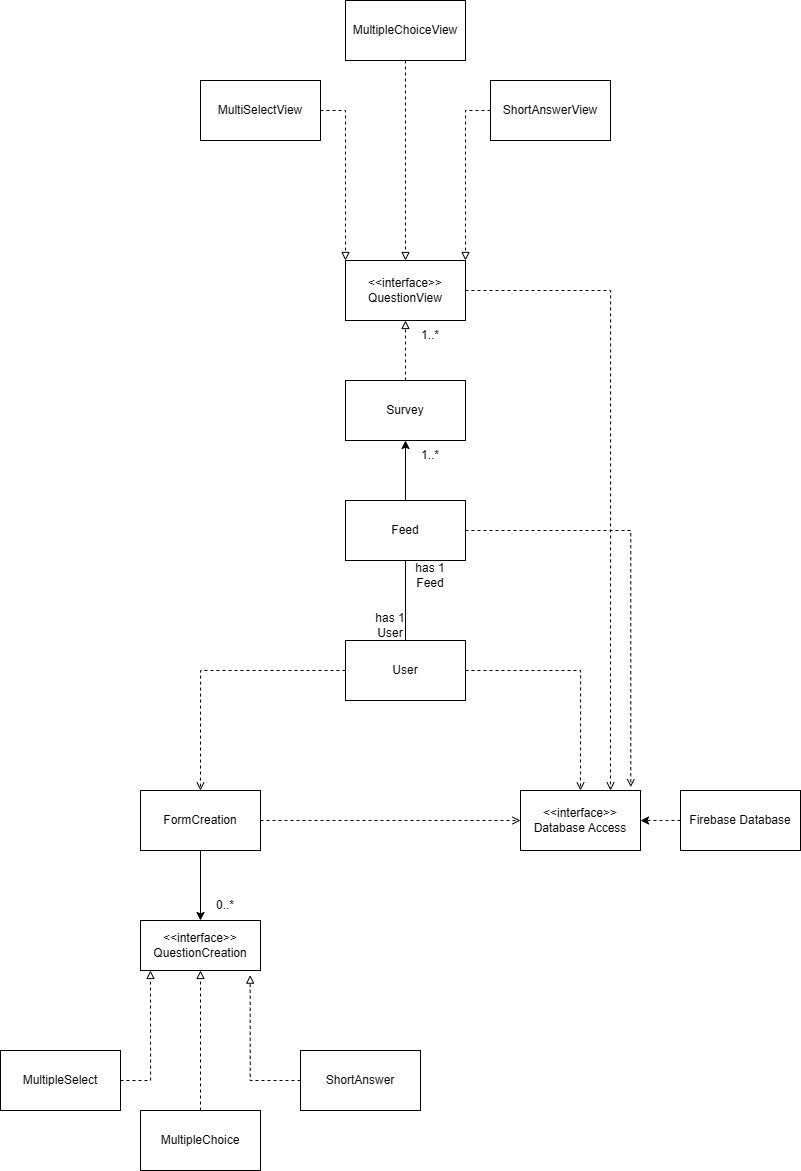 MultipleChoiceView
MultiSelectView
ShortAnswerView
<<interface>>
QuestionView
1..*
Survey
1..*
Feed
has 1
Feed
has 1
User
User
FormCreation
<<interface>>
Database Access
Firebase Database
0..*
<<interface>>
QuestionCreation
MultipleSelect
ShortAnswer
MultipleChoice